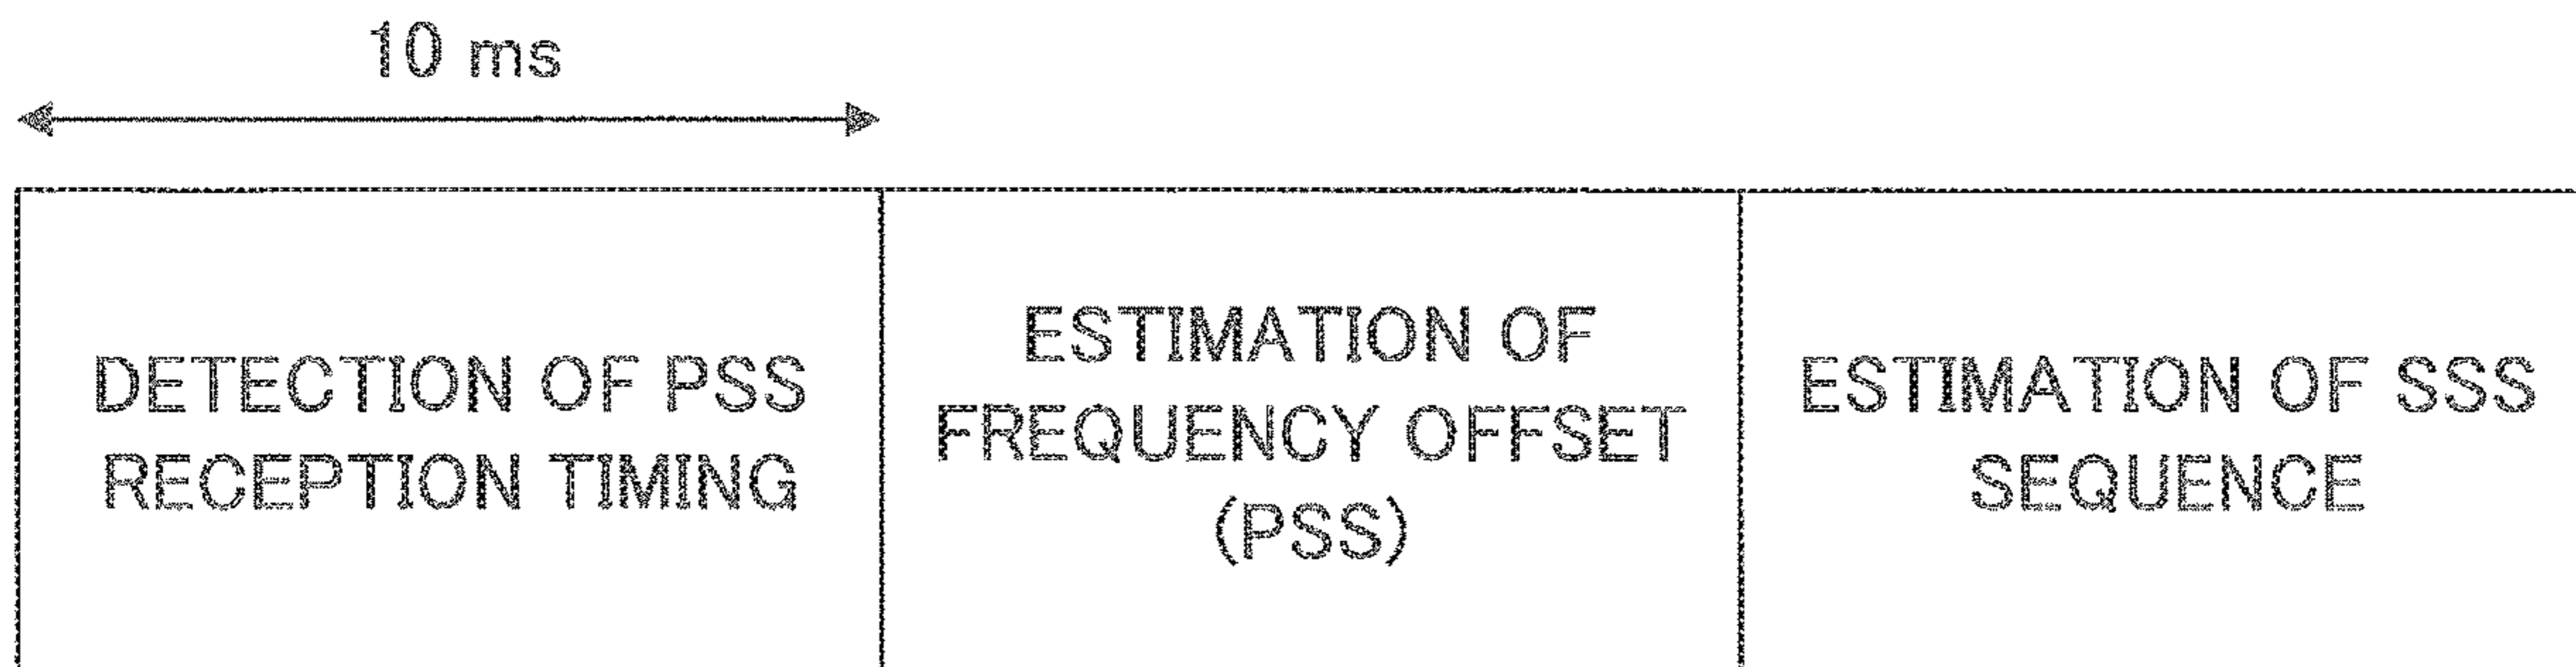 10 ms
DETECTION OF PSS
RECEPTION TIMING
ESTIMATION OF
FREQUENCY OFFSET
(PSS)
ESTIMATION OF SSS
SEQUENCE